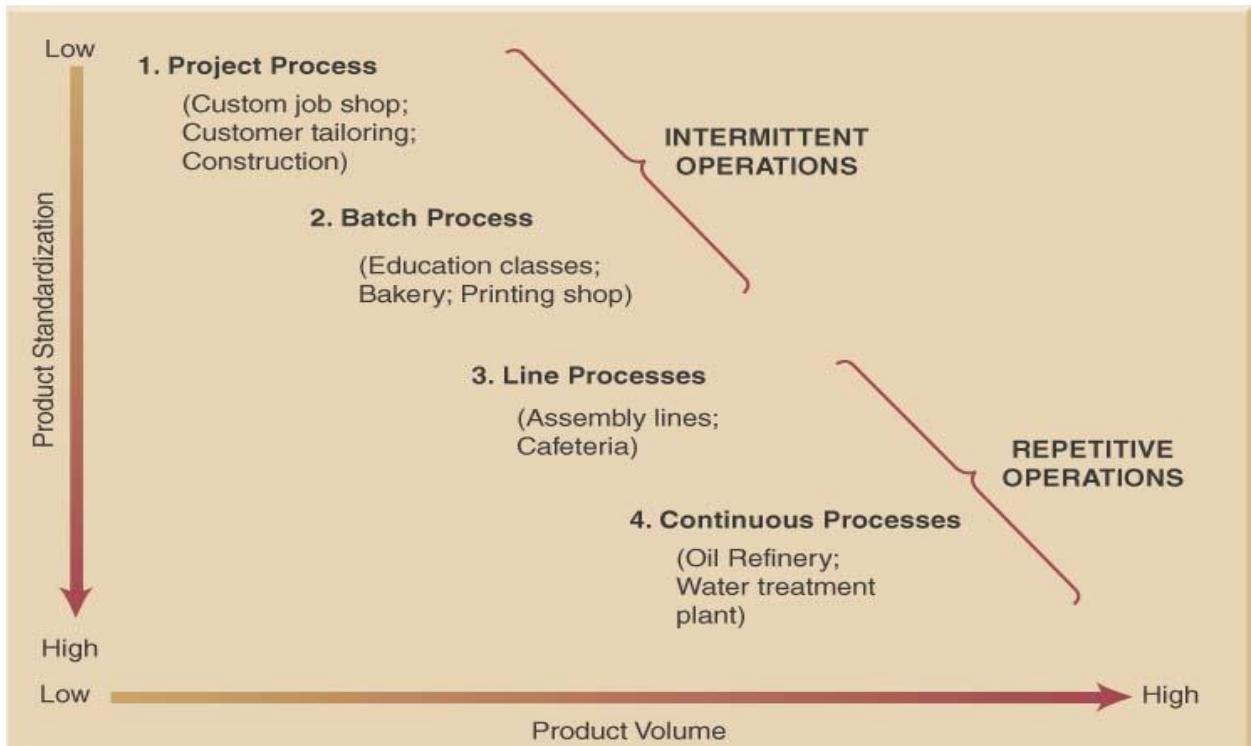 Low
1. Project Process
(Custom job shop;
Customer tailoring;
Construction)
INTERMITTENT
OPERATIONS
2. Batch Process
(Education classes;
Bakery; Printing shop)
Product Standardization
3. Line Processes
(Assembly lines;
Cafeteria)
REPETITIVE
OPERATIONS
4. Continuous Processes
(Oil Refinery;
Water treatment
plant)
High
Low
High
Product Volume